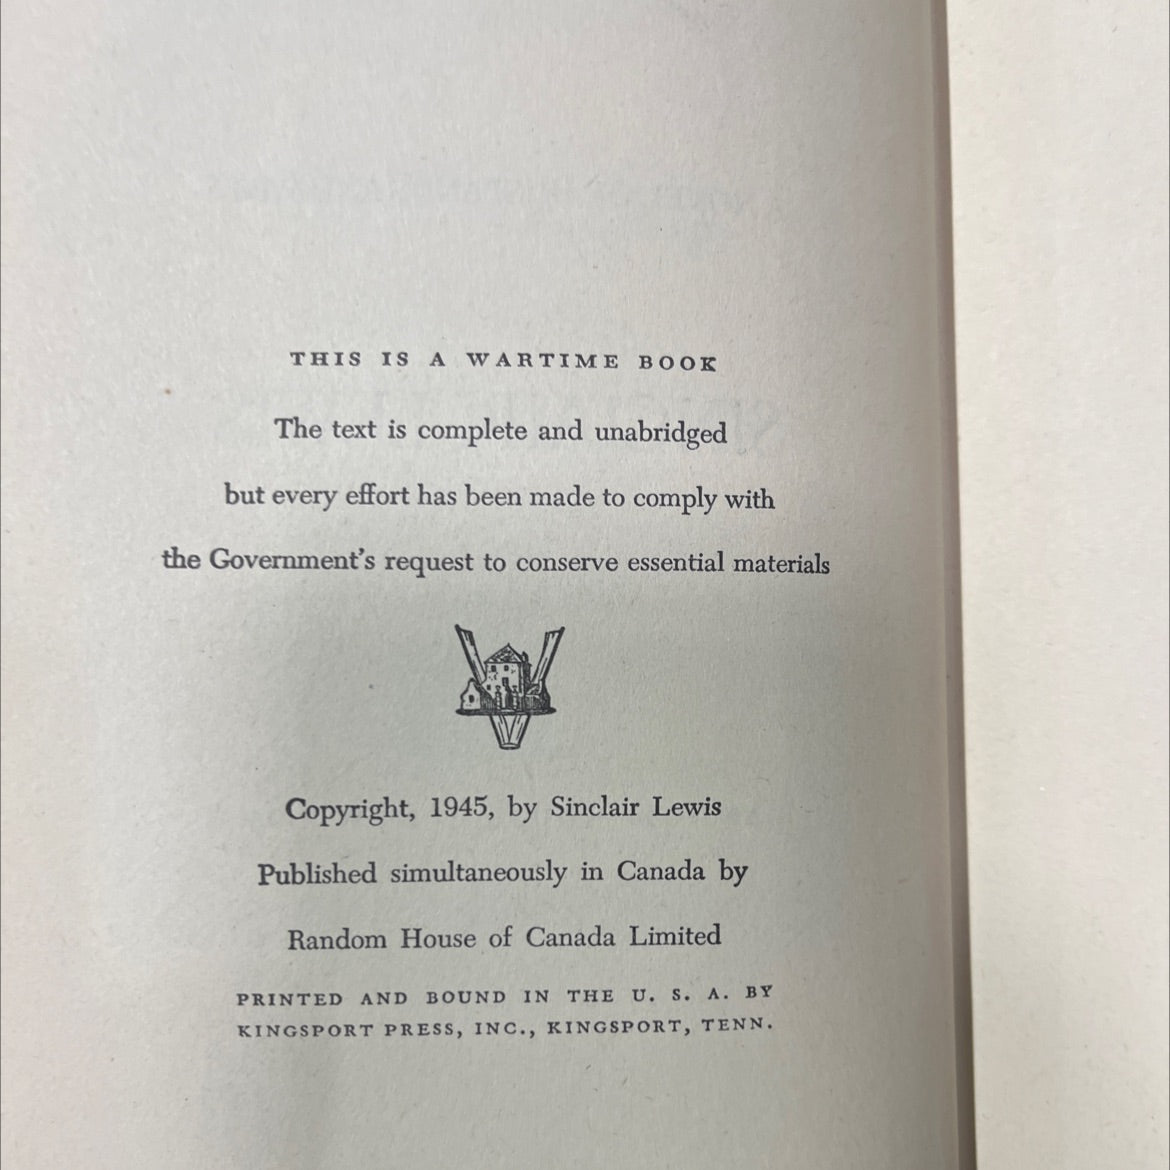 THIS IS A WARTIME BOOK
The text is complete and unabridged
but every effort has been made to comply with
the Government's request to conserve essential materials
Copyright, 1945, by Sinclair Lewis
Published simultaneously in Canada by
Random House of Canada Limited
PRINTED AND BOUND IN THE U. S. A. BY
KINGSPORT PRESS, INC., KINGSPORT, TENN.